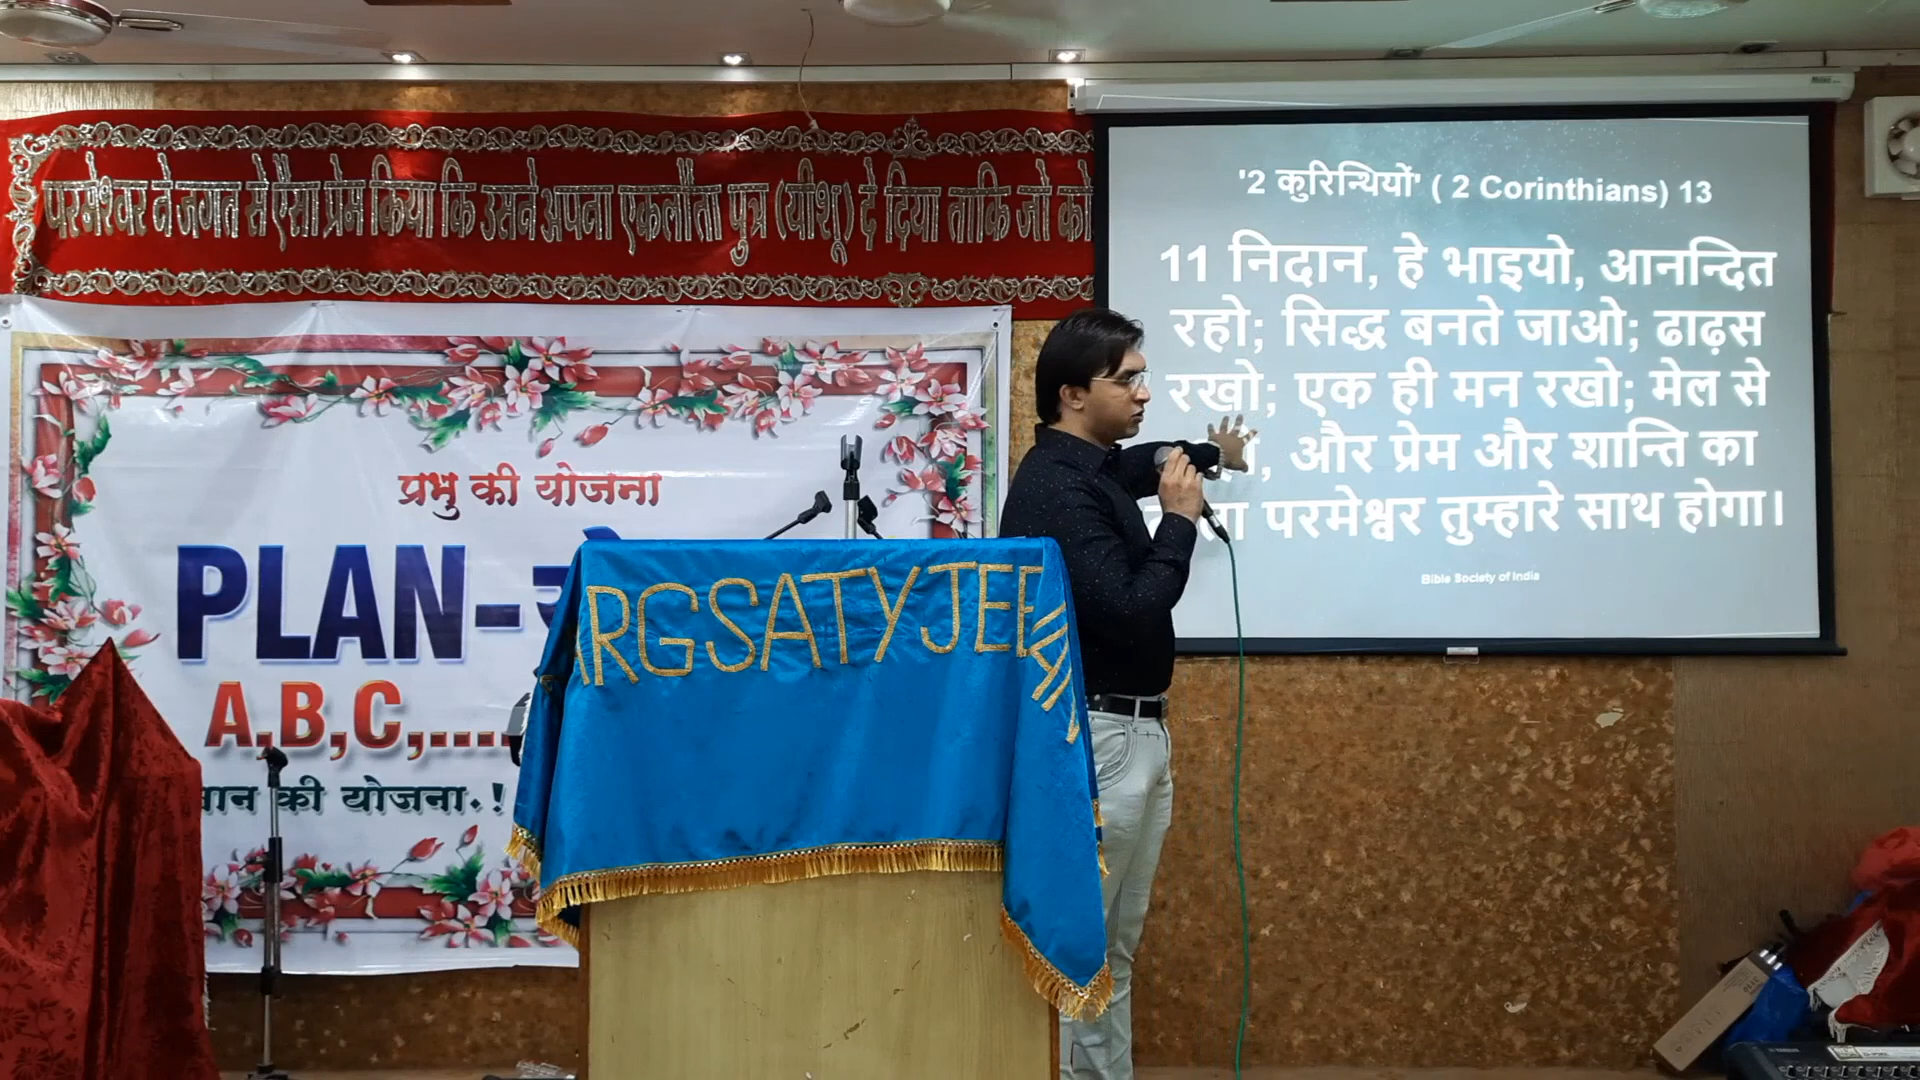 परमेश्वर ने जगत से ऐसा प्रेम किया कि उसने अपना एकलौता पुत्र (यीशु) दे दिया ताकि जो को
'2 कुरिन्थियों' ( 2 Corinthians) 13
11 निदान, हे भाइयो, आनन्दित
रहो; सिद्ध बनते जाओ; ढाढ़स
रखो; एक ही मन रखो; मेल से
और प्रेम और शान्ति का
परमेश्वर तुम्हारे साथ होगा।
Bible Society of India
प्रभु की योजना
PLAN-
A,B,C,....
की योजना.!
ARGSATYJEE